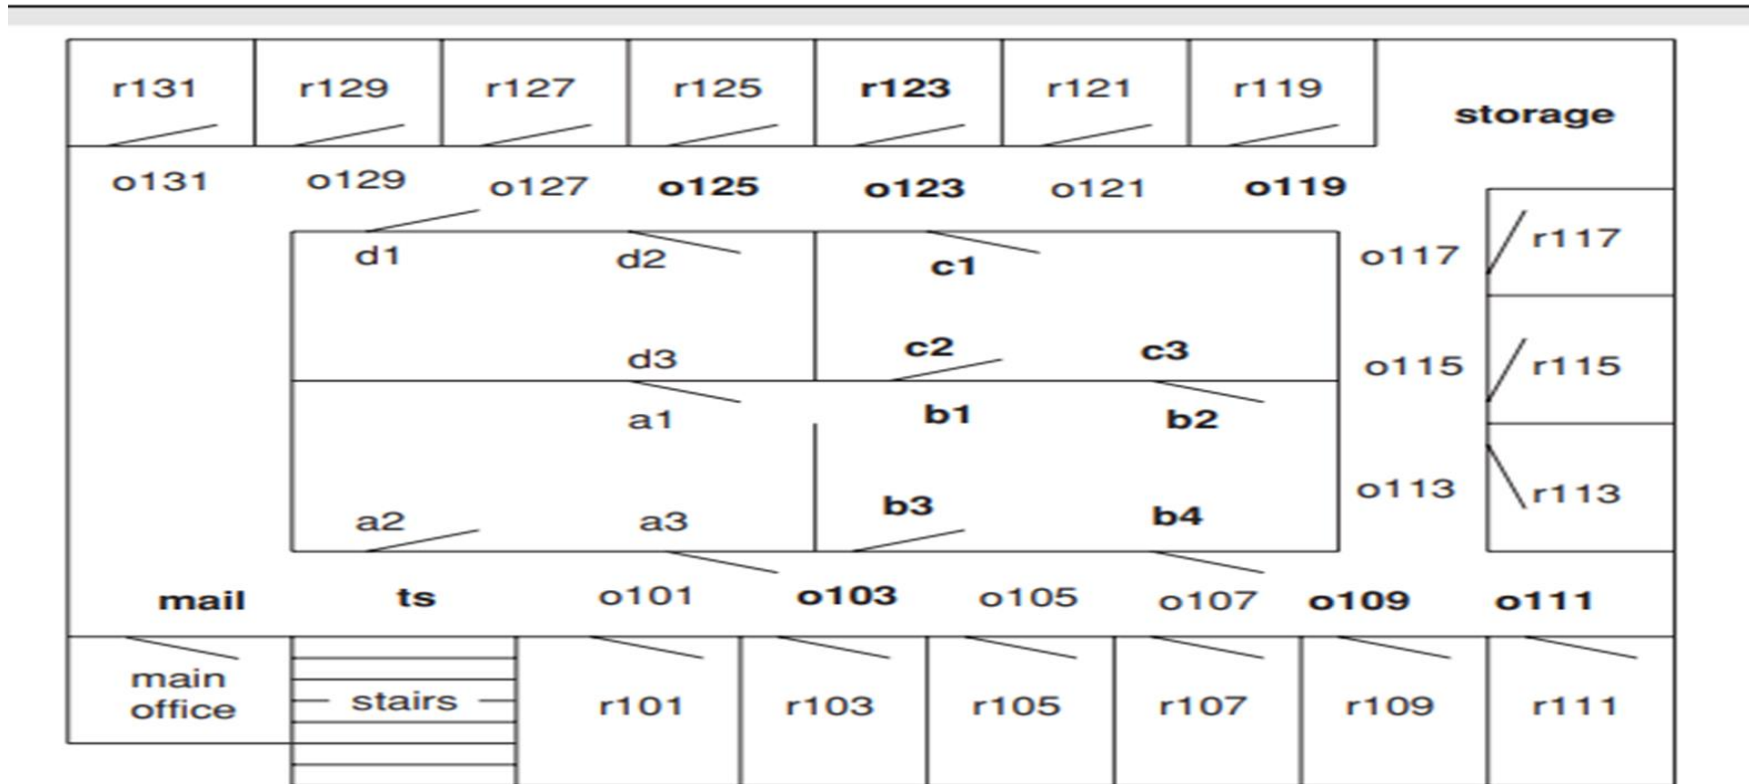 r131 r129 r127 r125 r123 r121 r119
storage
o131 o129 o127 o125 o123 o121 o119
d1 d2 c1 o117 r117
d3 c2 c3 o115 r115
a1 b1 b2
a2 a3 b3 b4 o113 r113
mail ts o101 o103 o105 o107 o109 o111
main
office
stairs r101 r103 r105 r107 r109 r111